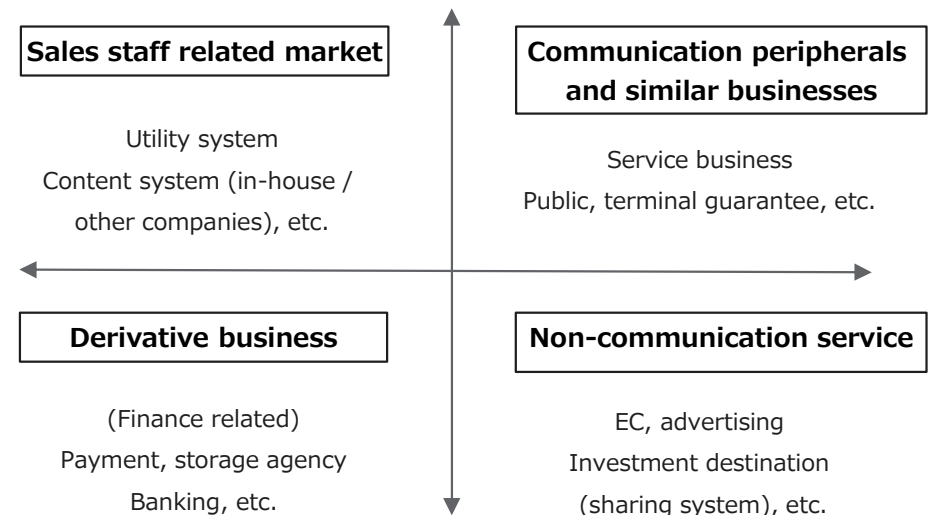 Sales staff related market
Utility system
Content system (in-house /
other companies), etc.
Communication peripherals
and similar businesses
Service business
Public, terminal guarantee, etc.
Derivative business
(Finance related)
Payment, storage agency
Banking, etc.
Non-communication service
EC, advertising
Investment destination
(sharing system), etc.